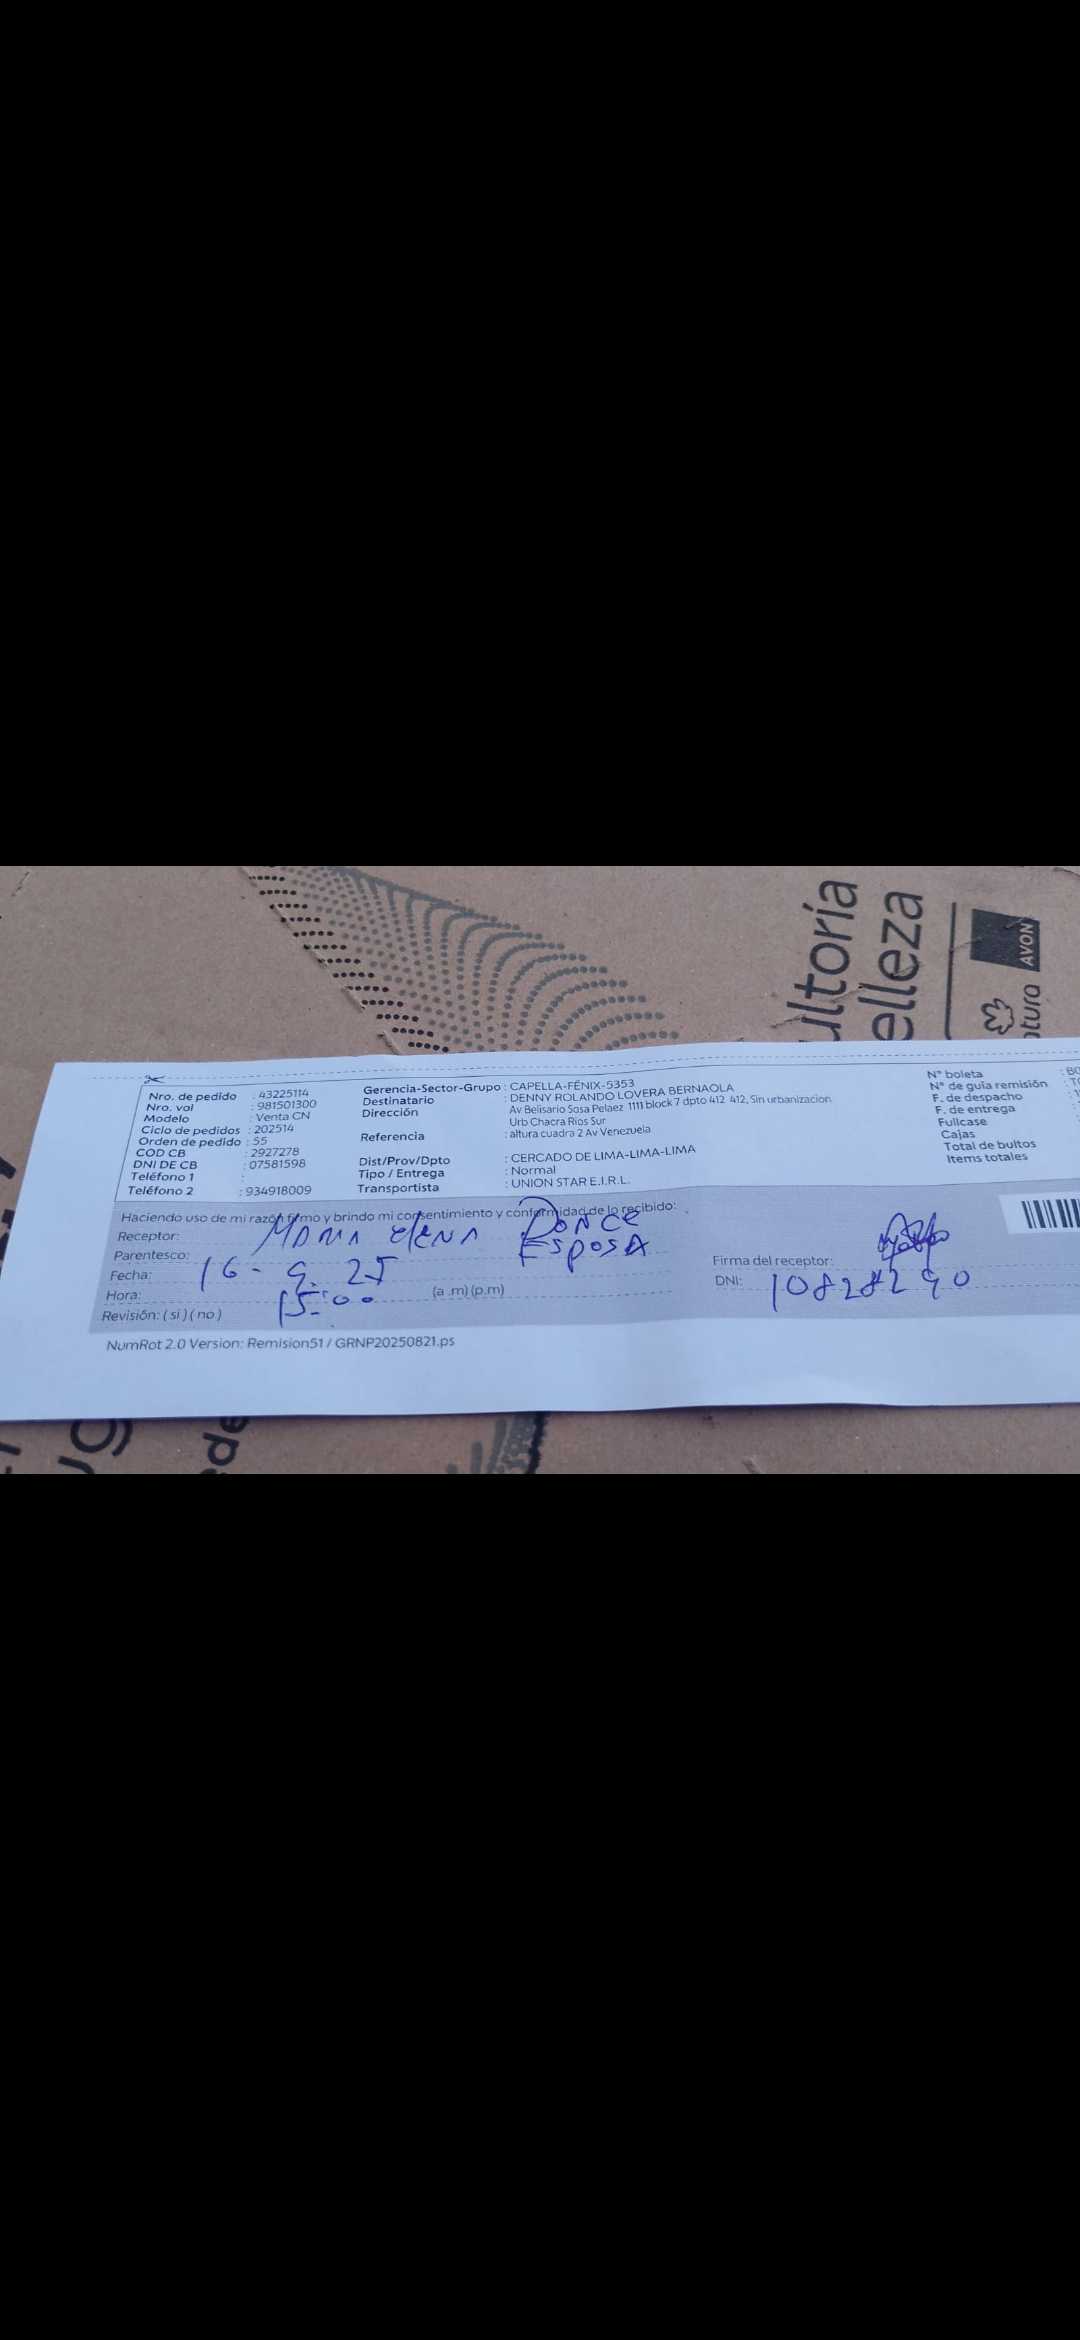 ultoría
elleza
AVON
Nro. de pedido : 43225114
Nro. val : 981501300
Modelo : Venta CN
Ciclo de pedidos : 202514
Orden de pedido : 55
COD CB : 2927278
DNI DE CB : 07581598
Teléfono 1 :
Teléfono 2 : 934918009
Gerencia-Sector-Grupo : CAPELLA-FÉNIX-5353
Destinatario : DENNY ROLANDO LOVERA BERNAOLA
Dirección Av Belisario Sosa Pelaez 1111 block 7 dpto 412 412, Sin urbanizacion
Urb Chacra Rios Sur
Referencia : altura cuadra 2 Av Venezuela
Dist/Prov/Dpto : CERCADO DE LIMA-LIMA-LIMA
Tipo / Entrega : Normal
Transportista : UNION STAR E.I.R.L.
N° boleta
N° de guia remisión
F. de despacho
F. de entrega
Fullcase
Cajas
Total de bultos
Items totales
Haciendo uso de mi razón firmo y brindo mi consentimiento y conformidad de lo recibido:
Receptor: elena Ponce
Parentesco: Esposa
Fecha: 16 - 9. 25
Hora: 15:00 (a .m) (p.m)
Revisión: ( si ) ( no )
Firma del receptor:
DNI: 10828290
NumRot 2.0 Version: Remision51 / GRNP20250821.ps